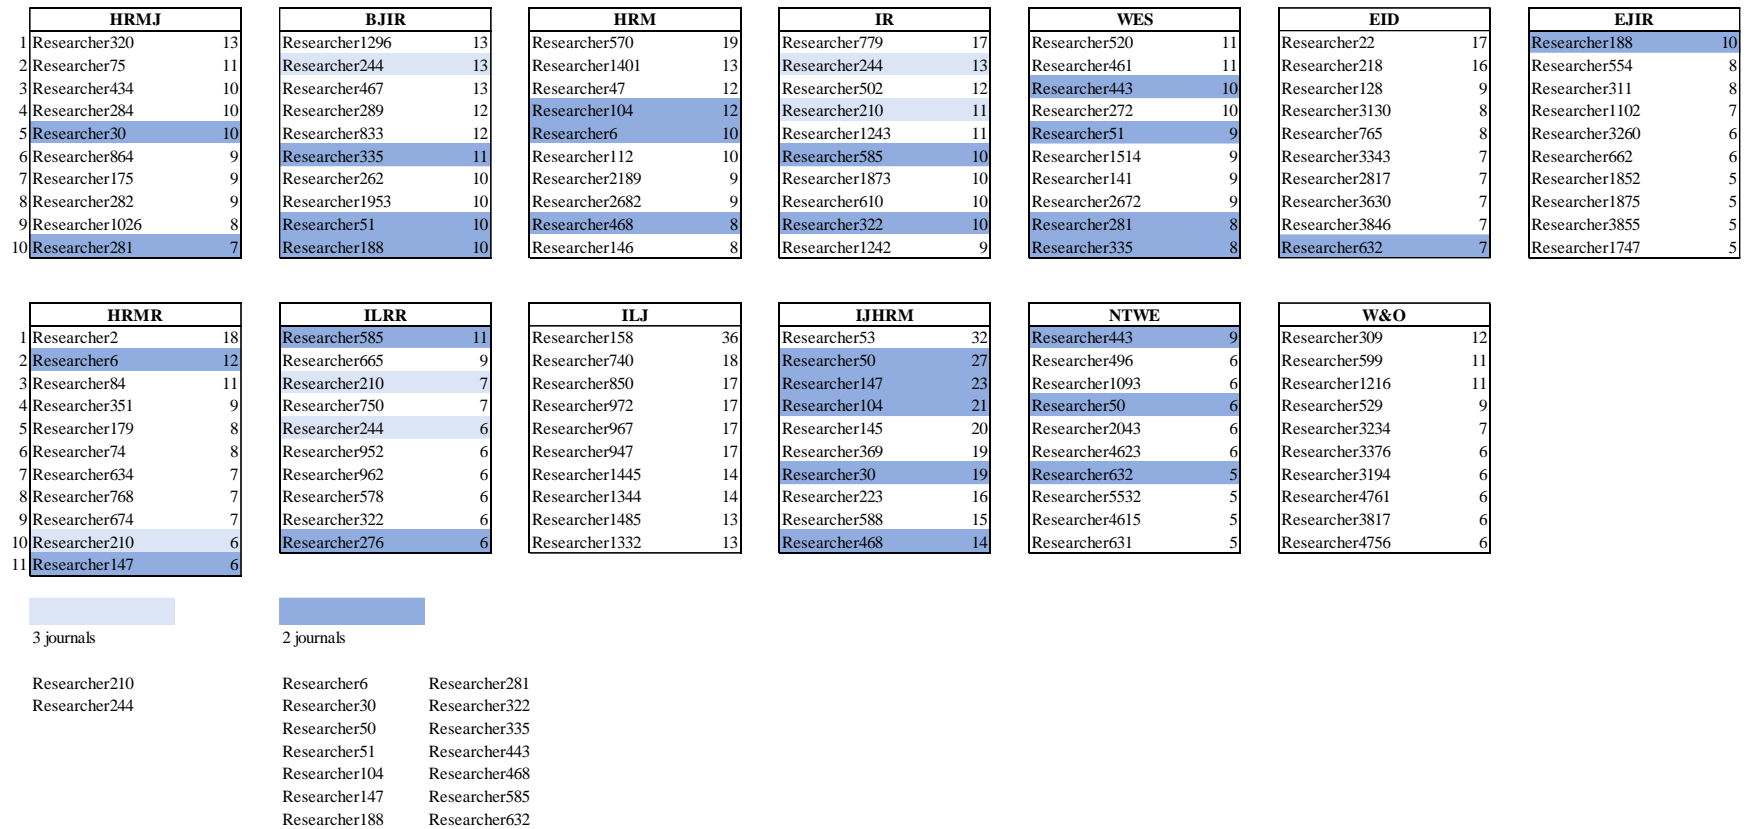 HRMJ BJIR HRM IR WES EID EJIR
1 Researcher320 13 Researcher1296 13 Researcher570 19 Researcher779 17 Researcher520 11 Researcher22 17 Researcher188 10
2 Researcher75 11 Researcher244 13 Researcher1401 13 Researcher244 13 Researcher461 11 Researcher218 16 Researcher554 8
3 Researcher434 10 Researcher467 13 Researcher47 12 Researcher502 12 Researcher443 10 Researcher128 9 Researcher311 8
4 Researcher284 10 Researcher289 12 Researcher104 12 Researcher210 11 Researcher272 10 Researcher3130 8 Researcher1102 7
5 Researcher30 10 Researcher833 12 Researcher6 10 Researcher1243 11 Researcher51 9 Researcher765 8 Researcher3260 6
6 Researcher864 9 Researcher335 11 Researcher112 10 Researcher585 10 Researcher1514 9 Researcher3343 7 Researcher662 6
7 Researcher175 9 Researcher262 10 Researcher2189 9 Researcher1873 10 Researcher141 9 Researcher2817 7 Researcher1852 5
8 Researcher282 9 Researcher1953 10 Researcher2682 9 Researcher610 10 Researcher2672 9 Researcher3630 7 Researcher1875 5
9 Researcher1026 8 Researcher51 10 Researcher468 8 Researcher322 10 Researcher281 8 Researcher3846 7 Researcher3855 5
10 Researcher281 7 Researcher188 10 Researcher146 8 Researcher1242 9 Researcher335 8 Researcher632 7 Researcher1747 5
HRMR ILRR ILJ IJHRM NTWE W&O
1 Researcher2 18 Researcher585 11 Researcher158 36 Researcher53 32 Researcher443 9 Researcher309 12
2 Researcher6 12 Researcher665 9 Researcher740 18 Researcher50 27 Researcher496 6 Researcher599 11
3 Researcher84 11 Researcher210 7 Researcher850 17 Researcher147 23 Researcher1093 6 Researcher1216 11
4 Researcher351 9 Researcher750 7 Researcher972 17 Researcher104 21 Researcher50 6 Researcher529 9
5 Researcher179 8 Researcher244 6 Researcher967 17 Researcher145 20 Researcher2043 6 Researcher3234 7
6 Researcher74 8 Researcher952 6 Researcher947 17 Researcher369 19 Researcher4623 6 Researcher3376 6
7 Researcher634 7 Researcher962 6 Researcher1445 14 Researcher30 19 Researcher632 5 Researcher3194 6
8 Researcher768 7 Researcher578 6 Researcher1344 14 Researcher223 16 Researcher5532 5 Researcher4761 6
9 Researcher674 7 Researcher322 6 Researcher1485 13 Researcher588 15 Researcher4615 5 Researcher3817 6
10 Researcher210 6 Researcher276 6 Researcher1332 13 Researcher468 14 Researcher631 5 Researcher4756 6
11 Researcher147 6
3 journals 2 journals
Researcher210 Researcher6 Researcher281
Researcher244 Researcher30 Researcher322
Researcher50 Researcher335
Researcher51 Researcher443
Researcher104 Researcher468
Researcher147 Researcher585
Researcher188 Researcher632